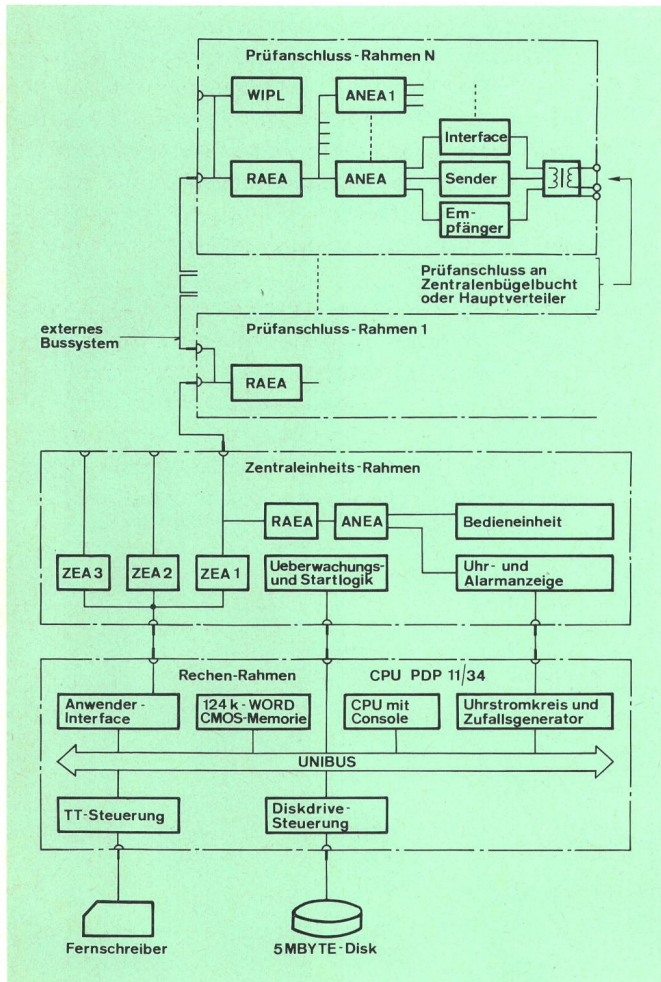 Prüfanschluss-Rahmen N
WIPL
ANEA 1
Interface
RAEA
ANEA
Sender
Em-
pfänger
Prüfanschluss an
Zentralenbügelbucht
oder Hauptverteiler
externes
Bussystem
Prüfanschluss-Rahmen 1
RAEA
Zentraleinheits-Rahmen
RAEA
ANEA
Bedieneinheit
ZEA 3
ZEA 2
ZEA 1
Ueberwachungs-
und Startlogik
Uhr- und
Alarmanzeige
Rechen-Rahmen
CPU PDP 11/34
Anwender-
Interface
124 k-WORD
CMOS-Memorie
CPU mit
Console
Uhrstromkreis und
Zufallsgenerator
UNIBUS
TT-Steuerung
Diskdrive-
Steuerung
Fernschreiber
5 MBYTE-Disk